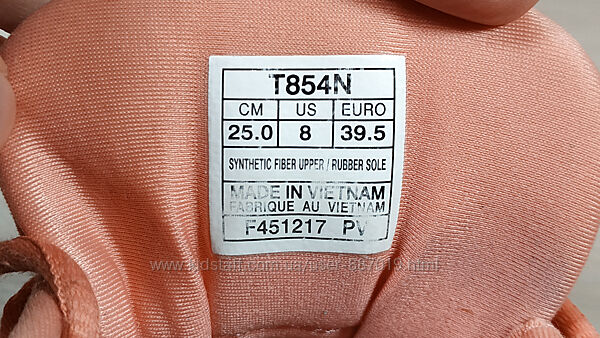 T854N
CM US EURO
25.0 8 39.5
SYNTHETIC FIBER UPPER / RUBBER SOLE
MADE IN VIETNAM
FABRIQUE AU VIETNAM
F451217 PV